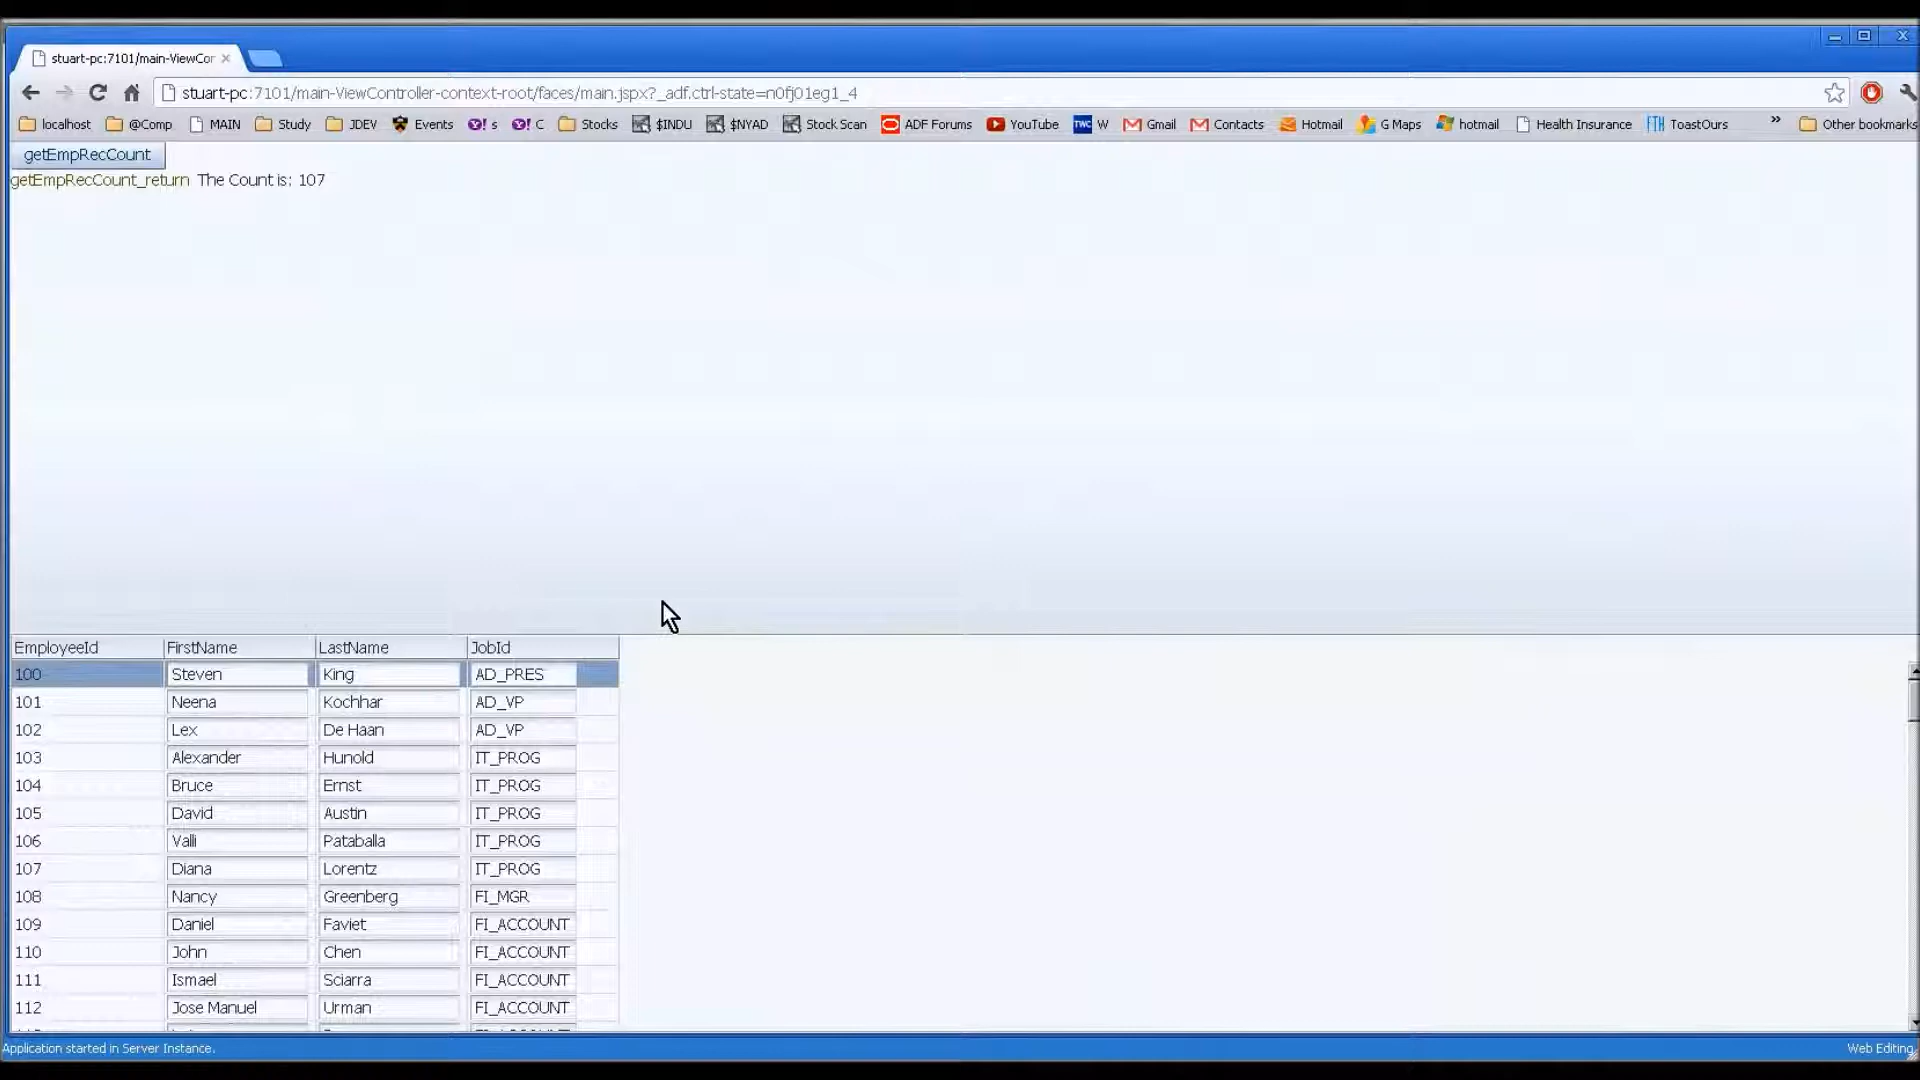 stuart-pc:7101/main-ViewCor
stuart-pc:7101/main-ViewController-context-root/faces/main.jspx?_adf.ctrl-state=n0fj01eg1_4
localhost @Comp MAIN Study JDEV Events s C Stocks $INDU $NYAD Stock Scan ADF Forums YouTube TWC W Gmail Contacts Hotmail G Maps hotmail Health Insurance FTH ToastOurs » Other bookmarks
getEmpRecCount
getEmpRecCount_return The Count is: 107
EmployeeId FirstName LastName JobId
100 Steven King AD_PRES
101 Neena Kochhar AD_VP
102 Lex De Haan AD_VP
103 Alexander Hunold IT_PROG
104 Bruce Ernst IT_PROG
105 David Austin IT_PROG
106 Valli Pataballa IT_PROG
107 Diana Lorentz IT_PROG
108 Nancy Greenberg FI_MGR
109 Daniel Faviet FI_ACCOUNT
110 John Chen FI_ACCOUNT
111 Ismael Sciarra FI_ACCOUNT
112 Jose Manuel Urman FI_ACCOUNT
Application started in Server Instance. Web Editing